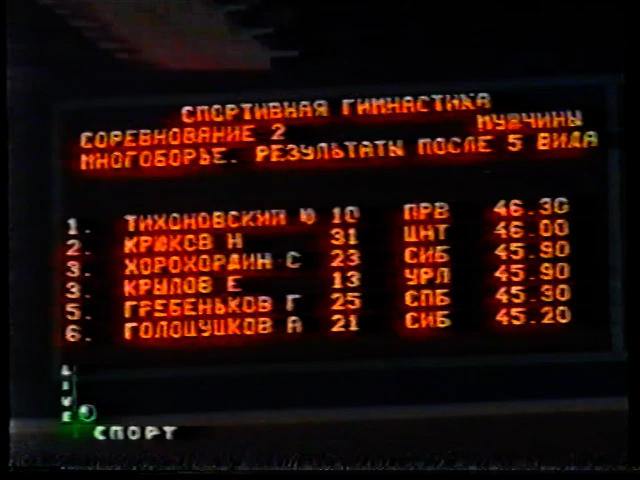 СПОРТИВНАЯ ГИМНАСТИКА
МУЖЧИНЫ
СОРЕВНОВАНИЕ 2
МНОГОБОРЬЕ. РЕЗУЛЬТАТЫ ПОСЛЕ 5 ВИДА
1. ТИХОНОВСКИЙ Ю 10 ПРВ 46.30
2. КРЮКОВ Н 31 ЦНТ 46.00
3. ХОРОХОРДИН С 23 СИБ 45.90
3. КРЫЛОВ Е 13 УРЛ 45.90
5. ГРЕБЕНЬКОВ Г 25 СПБ 45.30
6. ГОЛОЦУЦКОВ А 21 СИБ 45.20
LIVE
СПОРТ